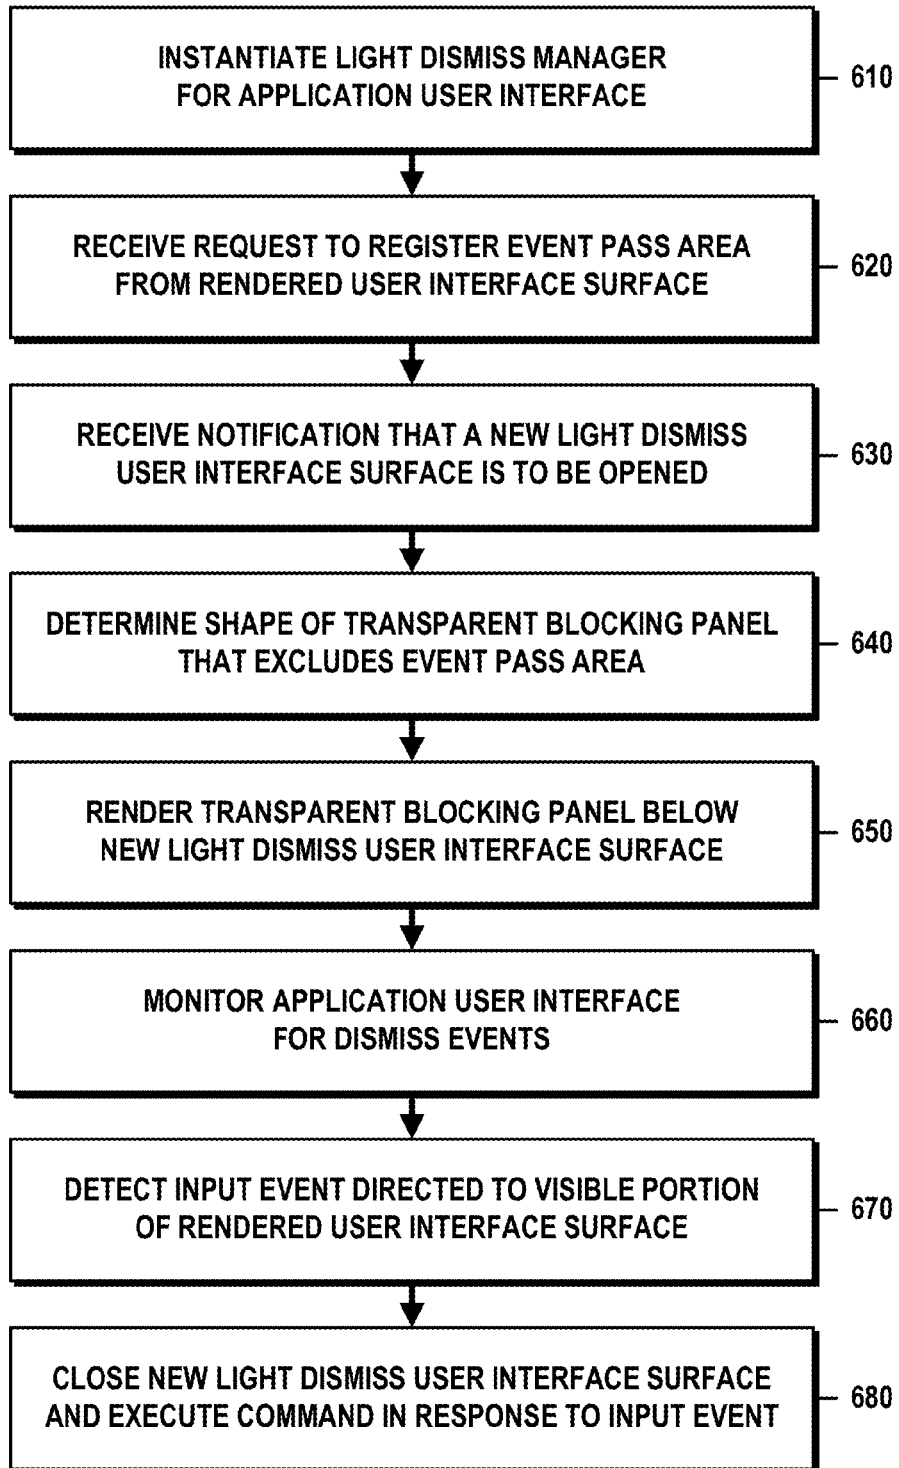 INSTANTIATE LIGHT DISMISS MANAGER
FOR APPLICATION USER INTERFACE
610
RECEIVE REQUEST TO REGISTER EVENT PASS AREA
FROM RENDERED USER INTERFACE SURFACE
620
RECEIVE NOTIFICATION THAT A NEW LIGHT DISMISS
USER INTERFACE SURFACE IS TO BE OPENED
630
DETERMINE SHAPE OF TRANSPARENT BLOCKING PANEL
THAT EXCLUDES EVENT PASS AREA
640
RENDER TRANSPARENT BLOCKING PANEL BELOW
NEW LIGHT DISMISS USER INTERFACE SURFACE
650
MONITOR APPLICATION USER INTERFACE
FOR DISMISS EVENTS
660
DETECT INPUT EVENT DIRECTED TO VISIBLE PORTION
OF RENDERED USER INTERFACE SURFACE
670
CLOSE NEW LIGHT DISMISS USER INTERFACE SURFACE
AND EXECUTE COMMAND IN RESPONSE TO INPUT EVENT
680